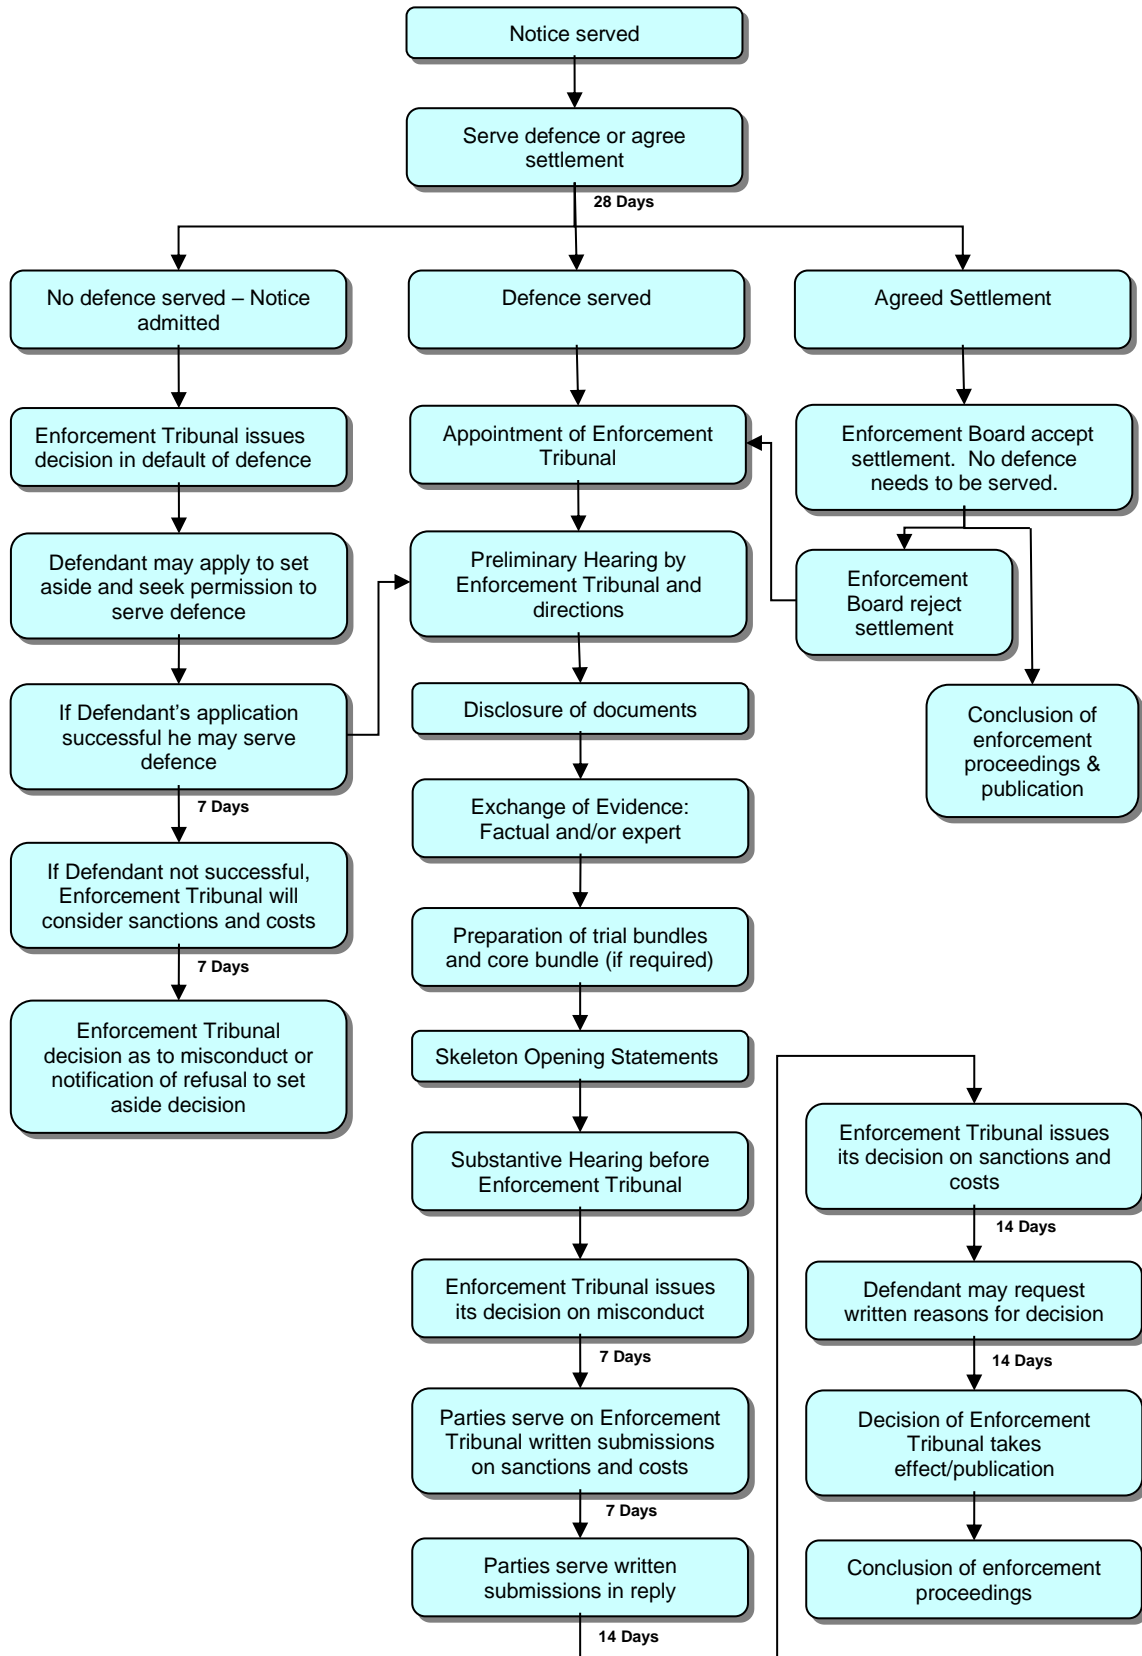 Notice served
Serve defence or agree
settlement
28 Days
No defence served – Notice
admitted
Defence served
Agreed Settlement
Enforcement Tribunal issues
decision in default of defence
Appointment of Enforcement
Tribunal
Enforcement Board accept
settlement.  No defence
needs to be served.
Defendant may apply to set
aside and seek permission to
serve defence
Preliminary Hearing by
Enforcement Tribunal and
directions
Enforcement
Board reject
settlement
If Defendant’s application
successful he may serve
defence
Disclosure of documents
Conclusion of
enforcement
proceedings &
publication
7 Days
Exchange of Evidence:
Factual and/or expert
If Defendant not successful,
Enforcement Tribunal will
consider sanctions and costs
Preparation of trial bundles
and core bundle (if required)
7 Days
Enforcement Tribunal
decision as to misconduct or
notification of refusal to set
aside decision
Skeleton Opening Statements
Substantive Hearing before
Enforcement Tribunal
Enforcement Tribunal issues
its decision on misconduct
7 Days
Parties serve on Enforcement
Tribunal written submissions
on sanctions and costs
7 Days
Parties serve written
submissions in reply
14 Days
Enforcement Tribunal issues
its decision on sanctions and
costs
14 Days
Defendant may request
written reasons for decision
14 Days
Decision of Enforcement
Tribunal takes
effect/publication
Conclusion of enforcement
proceedings